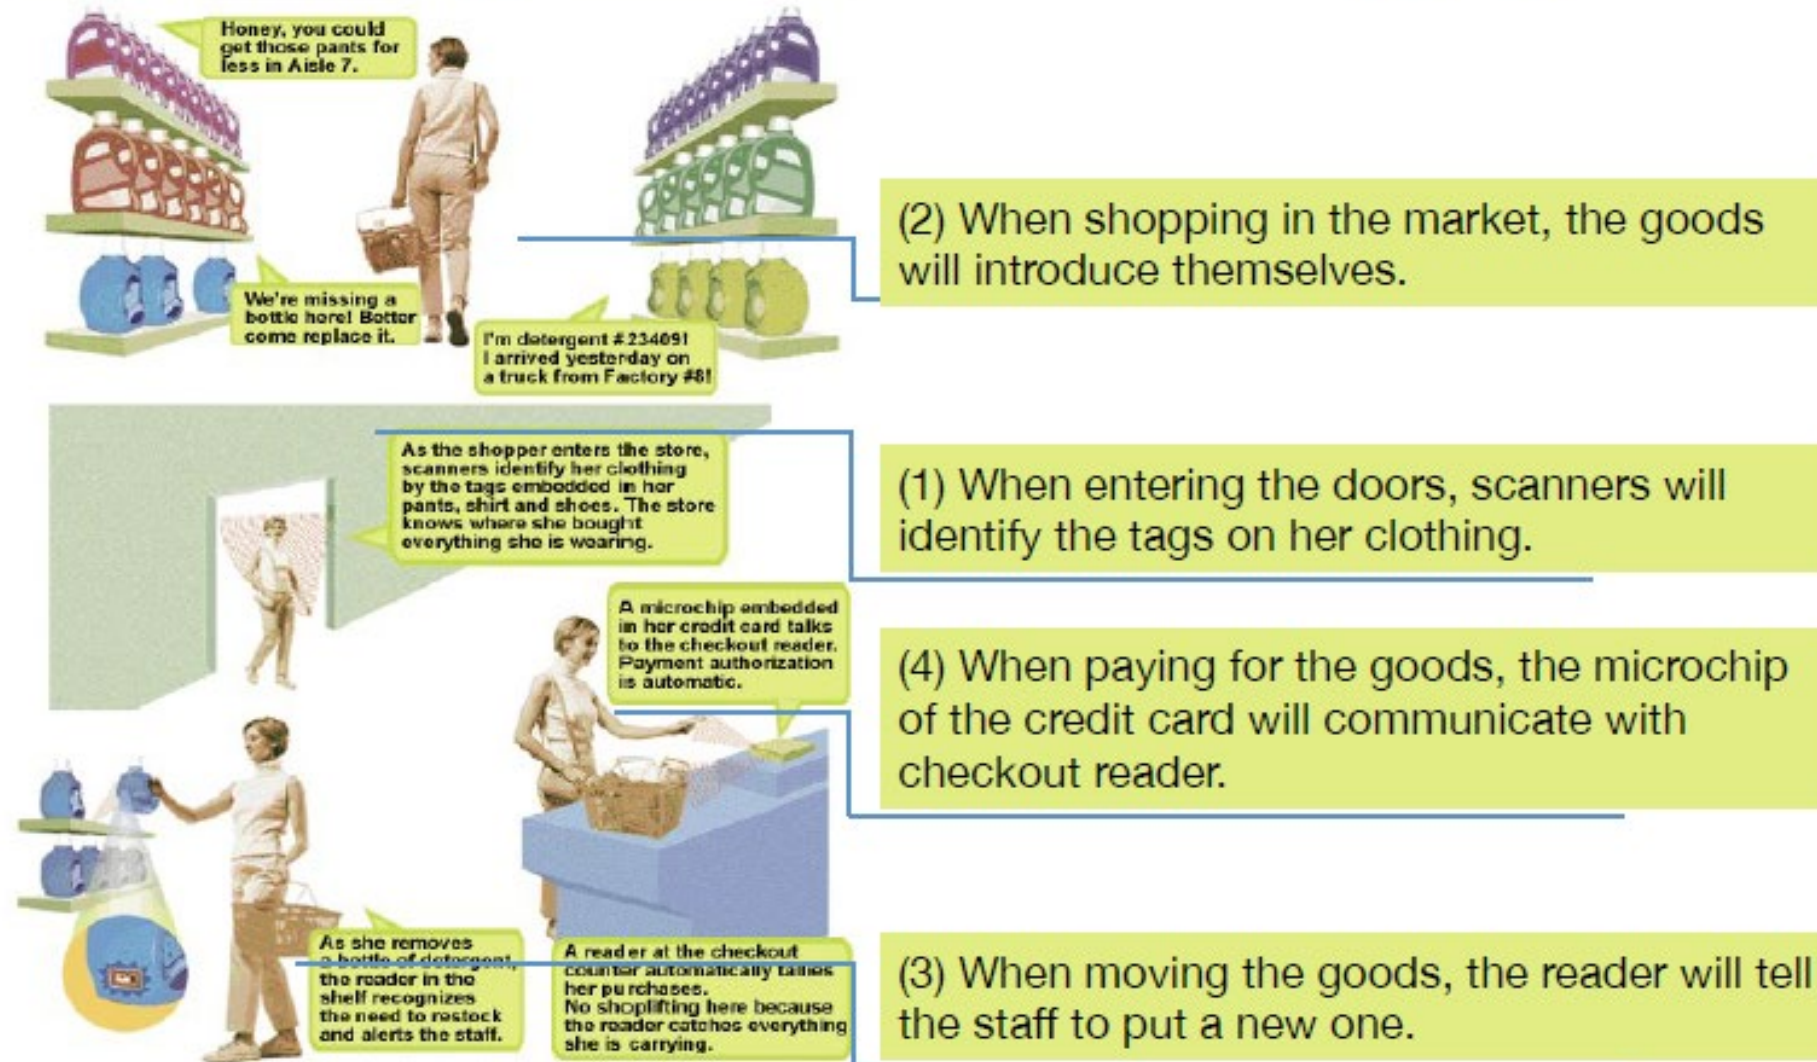 Honey, you could
get those pants for
less in Aisle 7.
We're missing a
bottle here! Better
come replace it.
I'm detergent #23409!
I arrived yesterday on
a truck from Factory #8!
(2) When shopping in the market, the goods
will introduce themselves.
As the shopper enters the store,
scanners identify her clothing
by the tags embedded in her
pants, shirt and shoes. The store
knows where she bought
everything she is wearing.
(1) When entering the doors, scanners will
identify the tags on her clothing.
A microchip embedded
in her credit card talks
to the checkout reader.
Payment authorization
is automatic.
(4) When paying for the goods, the microchip
of the credit card will communicate with
checkout reader.
As she removes
a bottle of detergent,
the reader in the
shelf recognizes
the need to restock
and alerts the staff.
A reader at the checkout
counter automatically tallies
her purchases.
No shoplifting here because
the reader catches everything
she is carrying.
(3) When moving the goods, the reader will tell
the staff to put a new one.